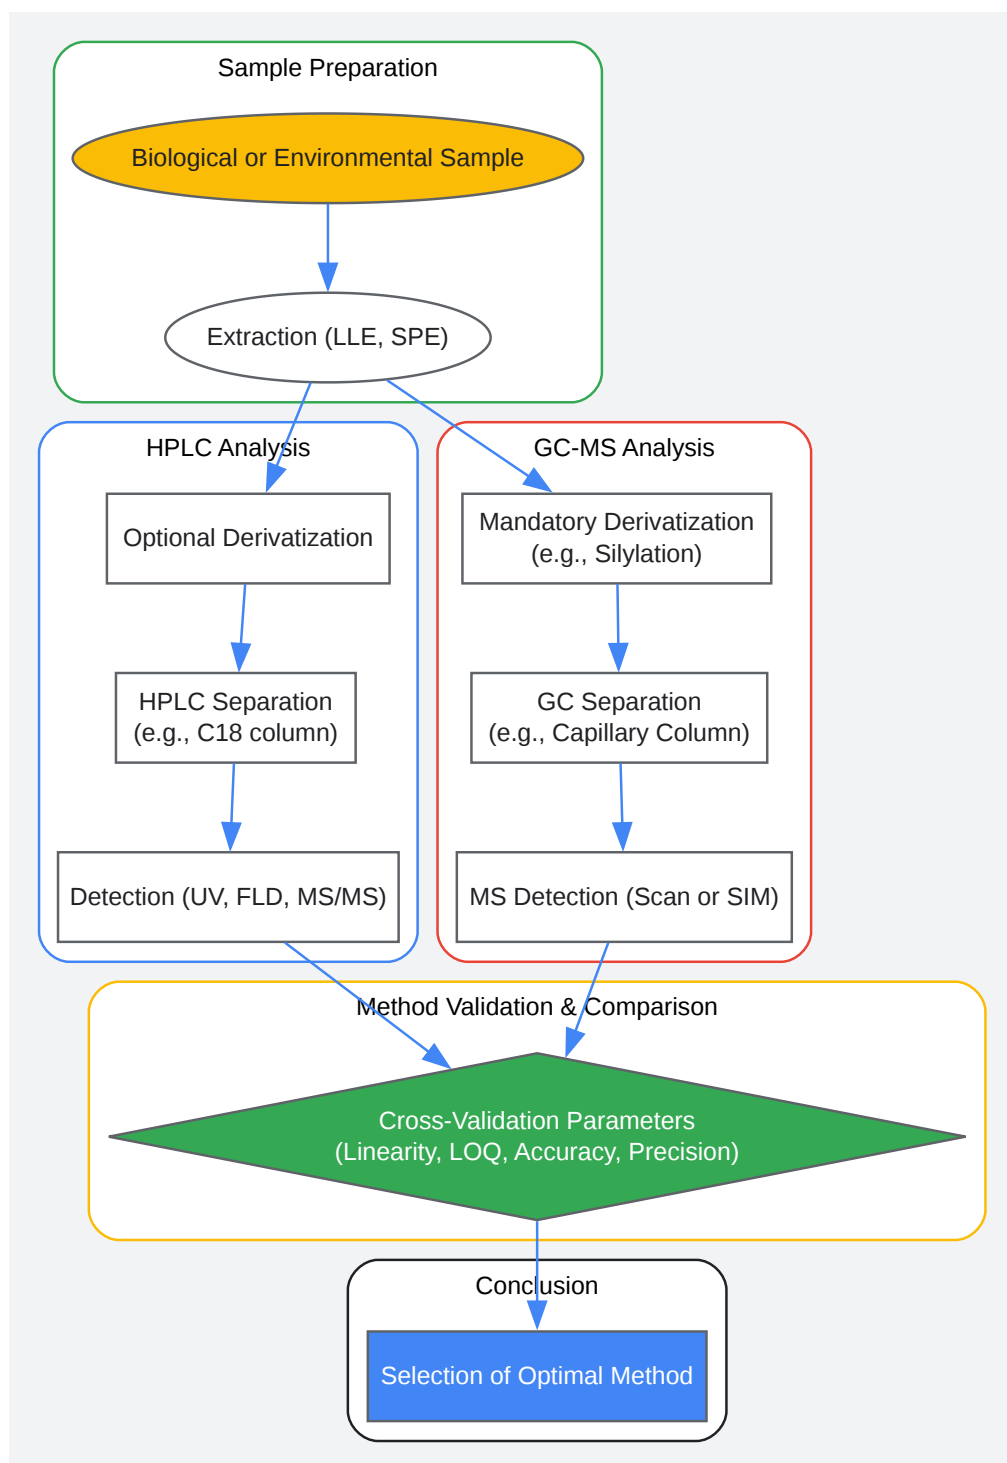 Sample Preparation
Biological or Environmental Sample
Extraction (LLE, SPE)
HPLC Analysis
Optional Derivatization
HPLC Separation
(e.g., C18 column)
Detection (UV, FLD, MS/MS)
GC-MS Analysis
Mandatory Derivatization
(e.g., Silylation)
GC Separation
(e.g., Capillary Column)
MS Detection (Scan or SIM)
Method Validation & Comparison
Cross-Validation Parameters
(Linearity, LOQ, Accuracy, Precision)
Conclusion
Selection of Optimal Method